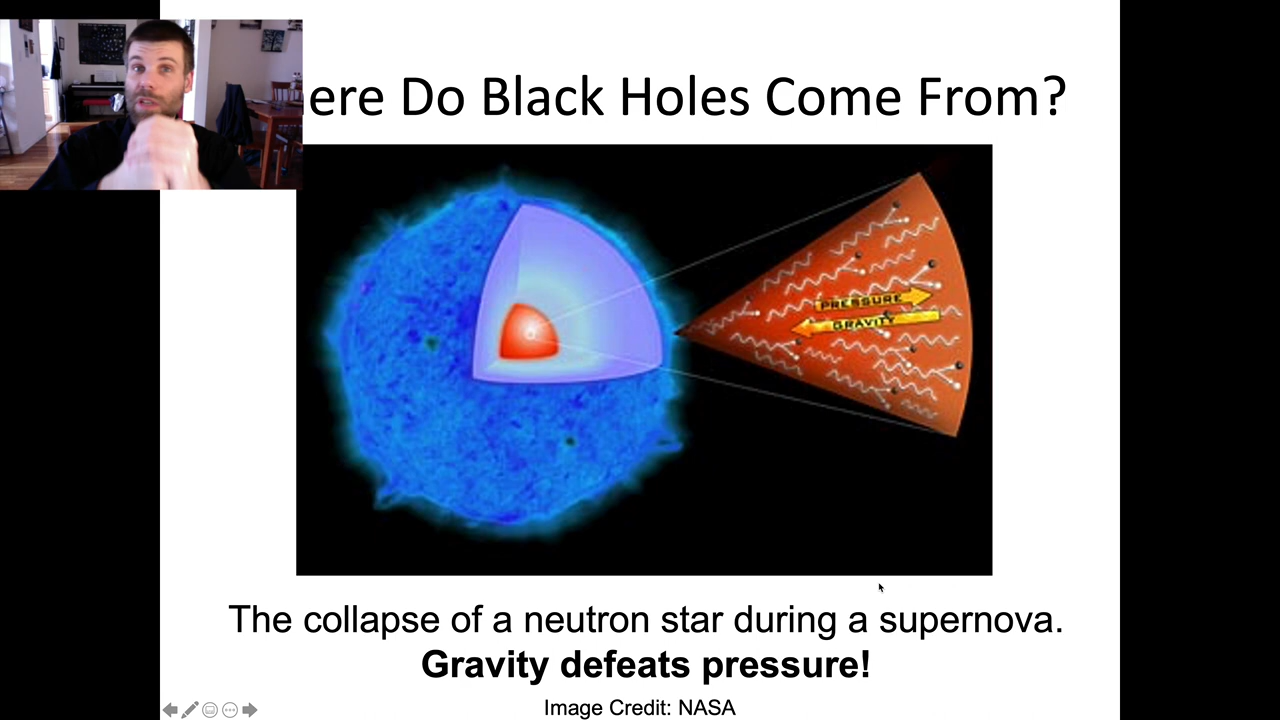 ere Do Black Holes Come From?
PRESSURE
GRAVITY
The collapse of a neutron star during a supernova.
Gravity defeats pressure!
Image Credit: NASA